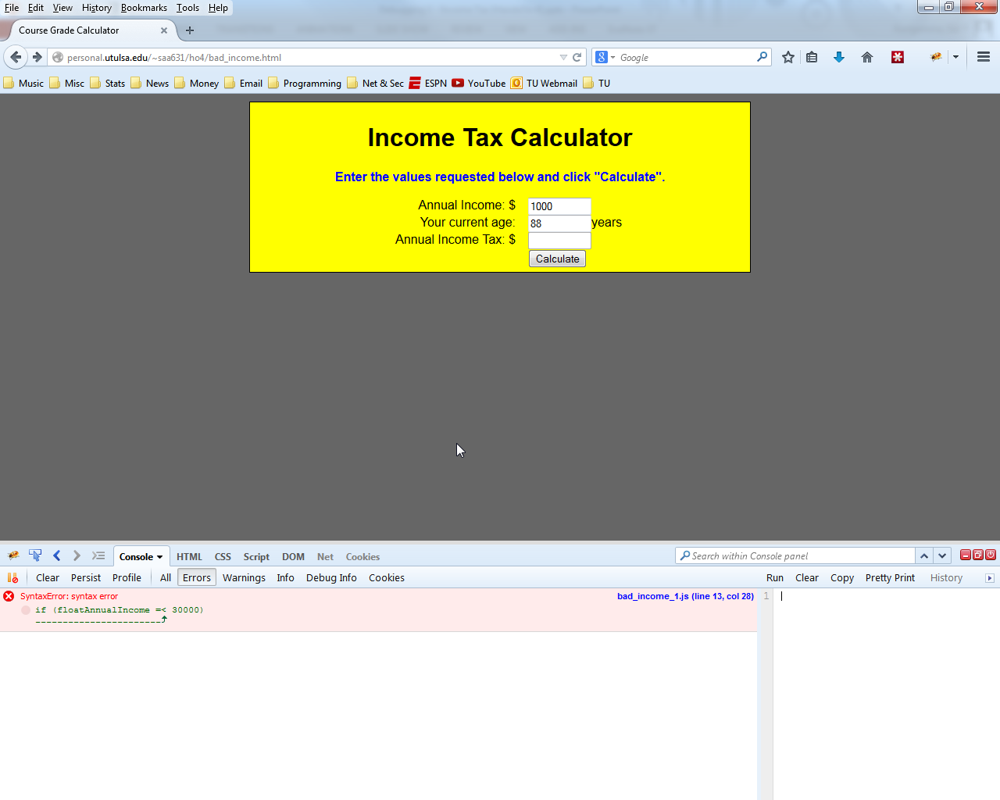 File Edit View History Bookmarks Tools Help
Course Grade Calculator
personal.utulsa.edu/~saa631/ho4/bad_income.html
8 Google
Music Misc Stats News Money Email Programming Net & Sec ESPN YouTube TU Webmail TU
Income Tax Calculator
Enter the values requested below and click "Calculate".
Annual Income: $ 1000
Your current age: 88 years
Annual Income Tax: $
Calculate
Console HTML CSS Script DOM Net Cookies Search within Console panel
Clear Persist Profile All Errors Warnings Info Debug Info Cookies Run Clear Copy Pretty Print History
SyntaxError: syntax error bad_income_1.js (line 13, col 28) 1
if (floatAnnualIncome =< 30000)